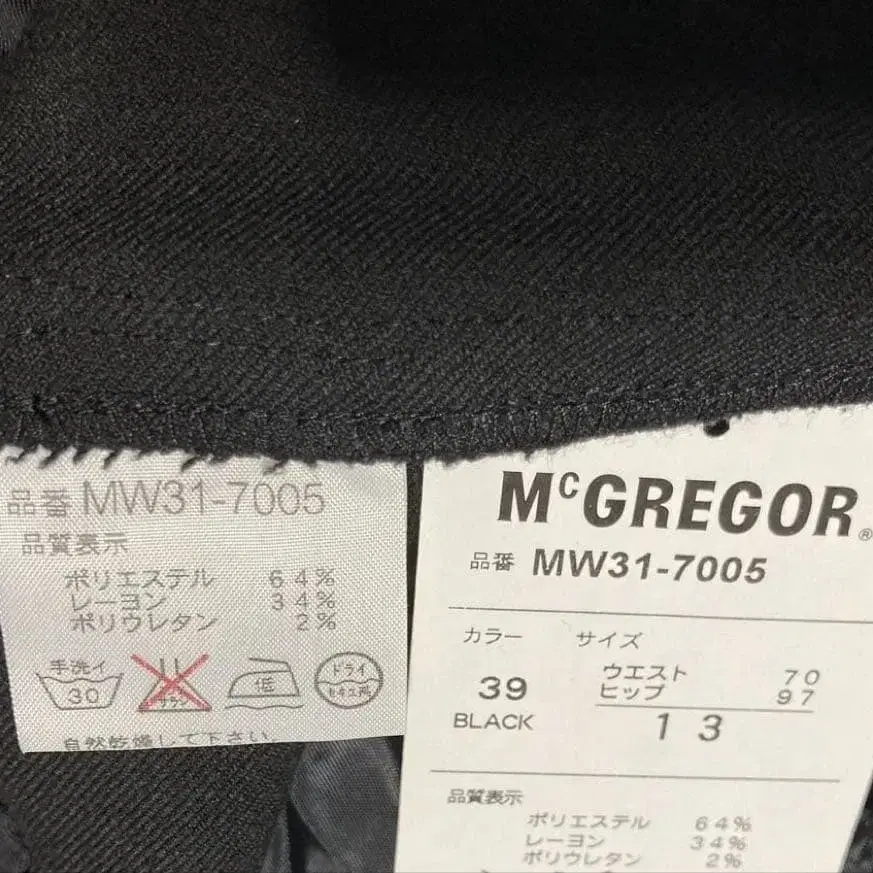 品番 MW31-7005
品質表示
ポリエステル 64%
レーヨン 34%
ポリウレタン 2%
手洗イ
30
低
ドライ
自然乾燥して下さい
McGREGOR®
品番 MW31-7005
カラー サイズ
39
BLACK
ウエスト 70
ヒップ 97
13
品質表示
ポリエステル 64%
レーヨン 34%
ポリウレタン 2%